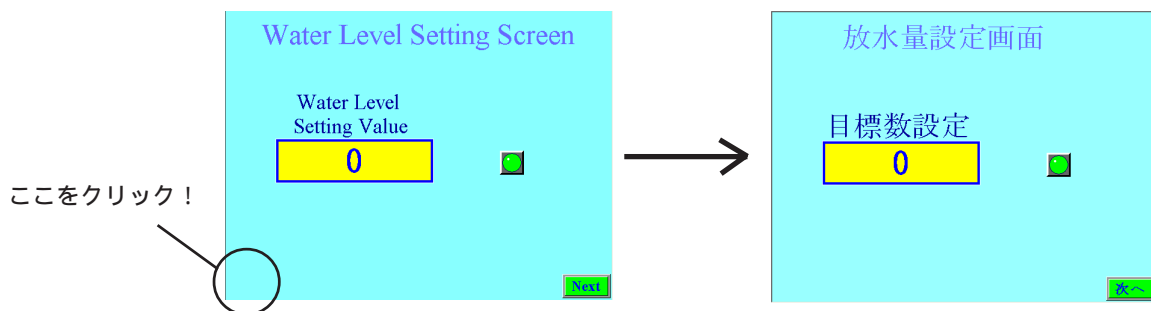 Water Level Setting Screen
Water Level
Setting Value
0
Next
ここをクリック！
放水量設定画面
目標数設定
0
次へ